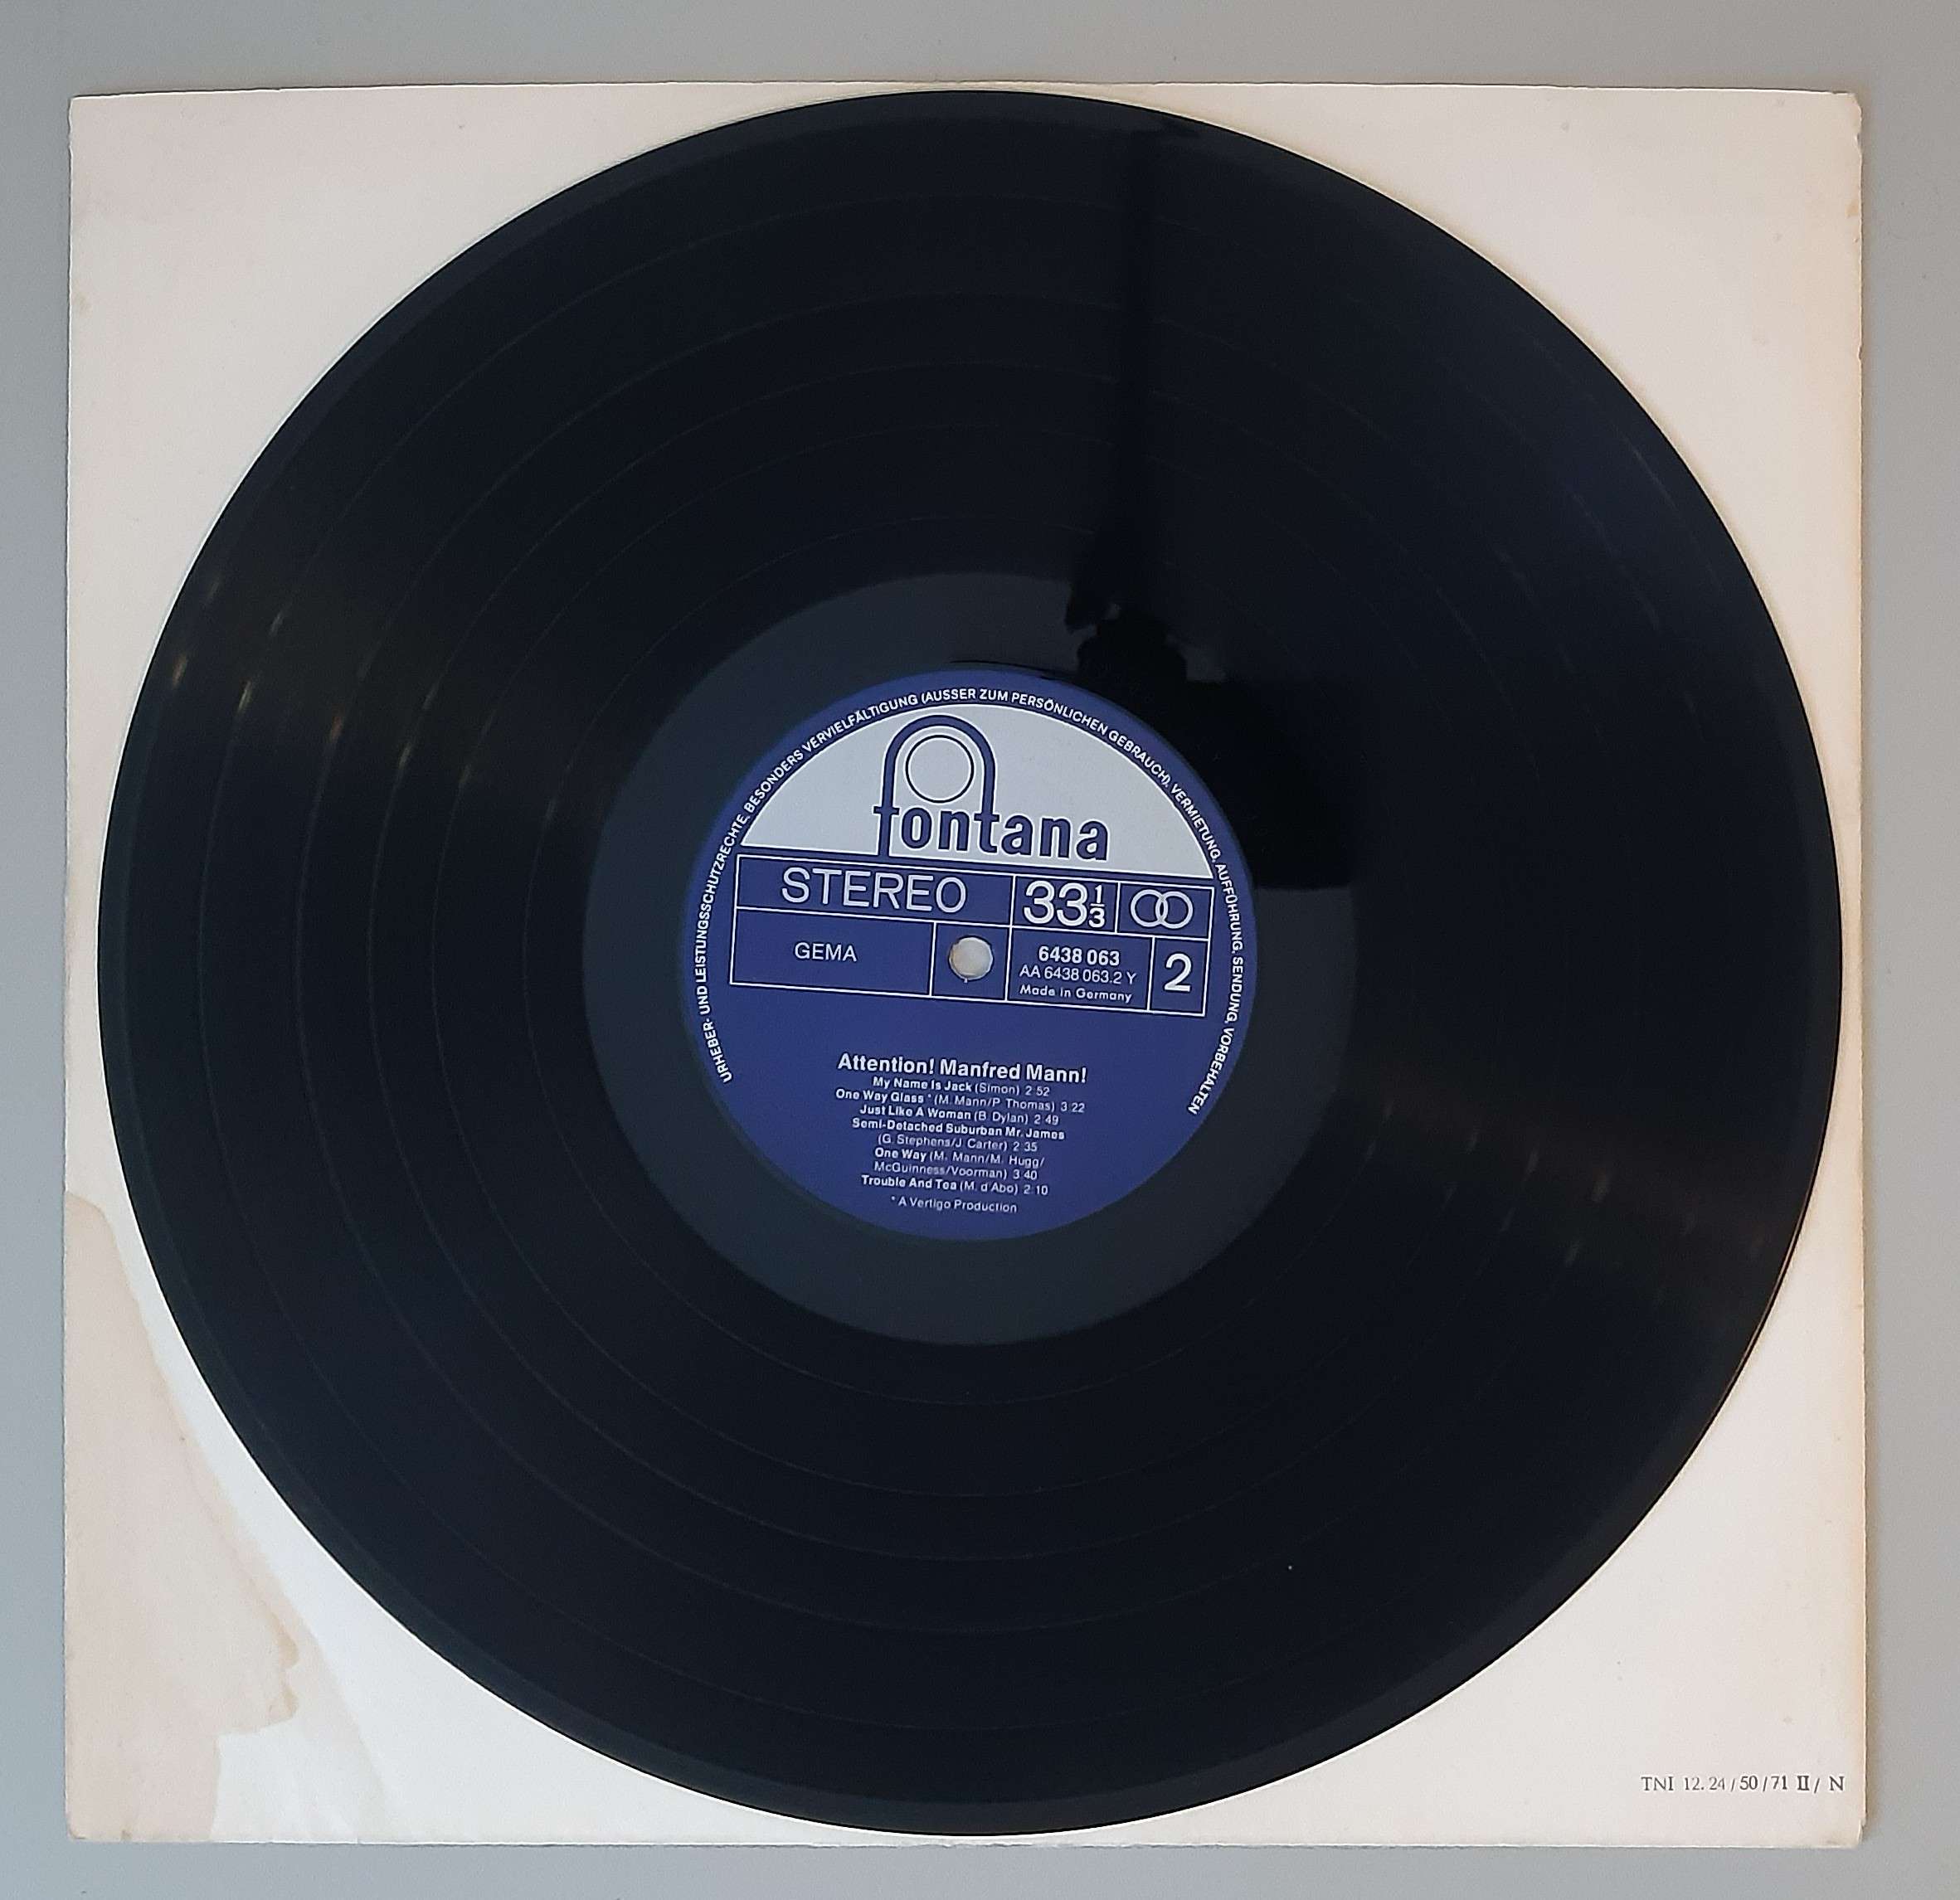 URHEBER- UND LEISTUNGSSCHUTZRECHTE, BESONDERS VERVIELFÄLTIGUNG (AUSSER ZUM PERSÖNLICHEN GEBRAUCH), VERMIETUNG, AUFFÜHRUNG, SENDUNG, VORBEHALTEN
fontana
STEREO 33 1/3
GEMA
6438 063
AA 6438 063.2 Y
Made in Germany
2
Attention! Manfred Mann!
My Name Is Jack (Simon) 2:52
One Way Glass * (M. Mann/P. Thomas) 3:22
Just Like A Woman (B. Dylan) 2:49
Semi-Detached Suburban Mr. James
(G. Stephens/J. Carter) 2:35
One Way (M. Mann/M. Hugg/
McGuinness/Voorman) 3:40
Trouble And Tea (M. d'Abo) 2:10
* A Vertigo Production
TNI 12.24/50/71 II/ N